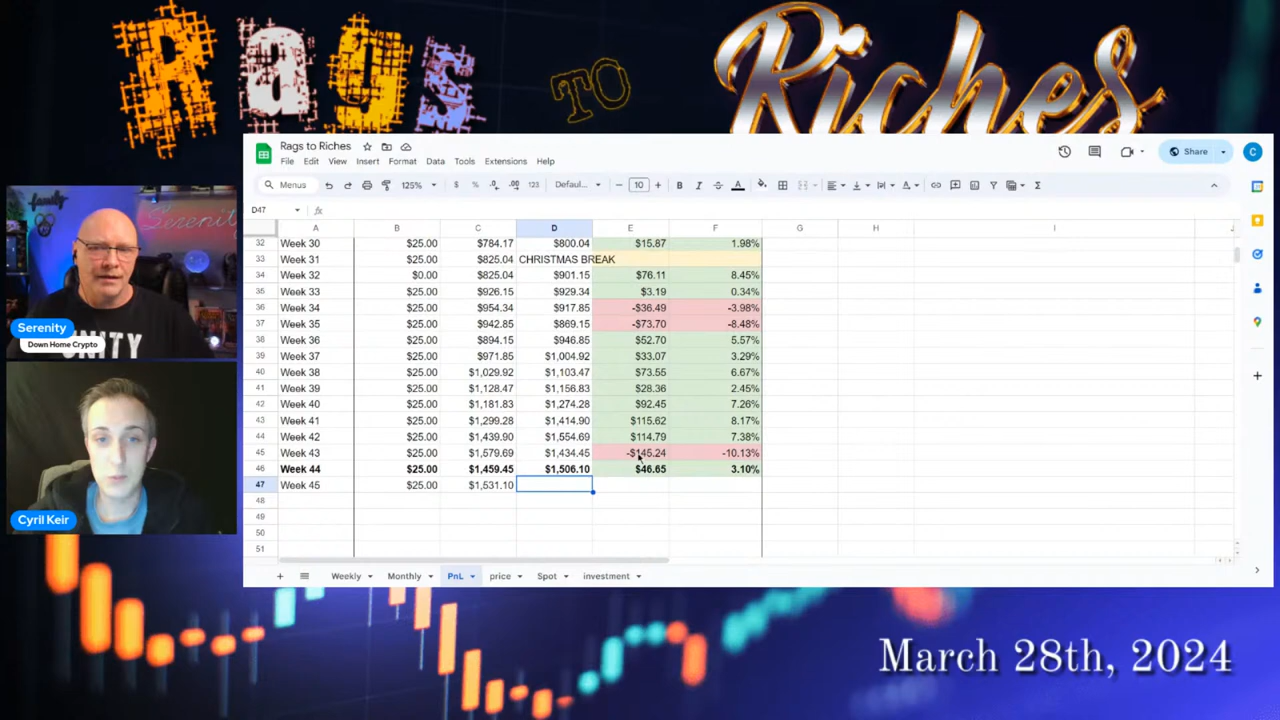 Rags TO Riches
Rags to Riches
File Edit View Insert Format Data Tools Extensions Help
Share
C
Menus 125% $ % .0 .00 123 Defaul... 10 B I A
D47 fx
A B C D E F G H I
32 Week 30 $25.00 $784.17 $800.04 $15.87 1.98%
33 Week 31 $25.00 $825.04 CHRISTMAS BREAK
34 Week 32 $0.00 $825.04 $901.15 $76.11 8.45%
35 Week 33 $25.00 $926.15 $929.34 $3.19 0.34%
36 Week 34 $25.00 $954.34 $917.85 -$36.49 -3.98%
37 Week 35 $25.00 $942.85 $869.15 -$73.70 -8.48%
38 Week 36 $25.00 $894.15 $946.85 $52.70 5.57%
39 Week 37 $25.00 $971.85 $1,004.92 $33.07 3.29%
40 Week 38 $25.00 $1,029.92 $1,103.47 $73.55 6.67%
41 Week 39 $25.00 $1,128.47 $1,156.83 $28.36 2.45%
42 Week 40 $25.00 $1,181.83 $1,274.28 $92.45 7.26%
43 Week 41 $25.00 $1,299.28 $1,414.90 $115.62 8.17%
44 Week 42 $25.00 $1,439.90 $1,554.69 $114.79 7.38%
45 Week 43 $25.00 $1,579.69 $1,434.45 -$145.24 -10.13%
46 Week 44 $25.00 $1,459.45 $1,506.10 $46.65 3.10%
47 Week 45 $25.00 $1,531.10
48
49
50
51
Weekly Monthly PnL price Spot investment
family
Serenity
UNITY
Serenity
Down Home Crypto
Cyril Keir
March 28th, 2024